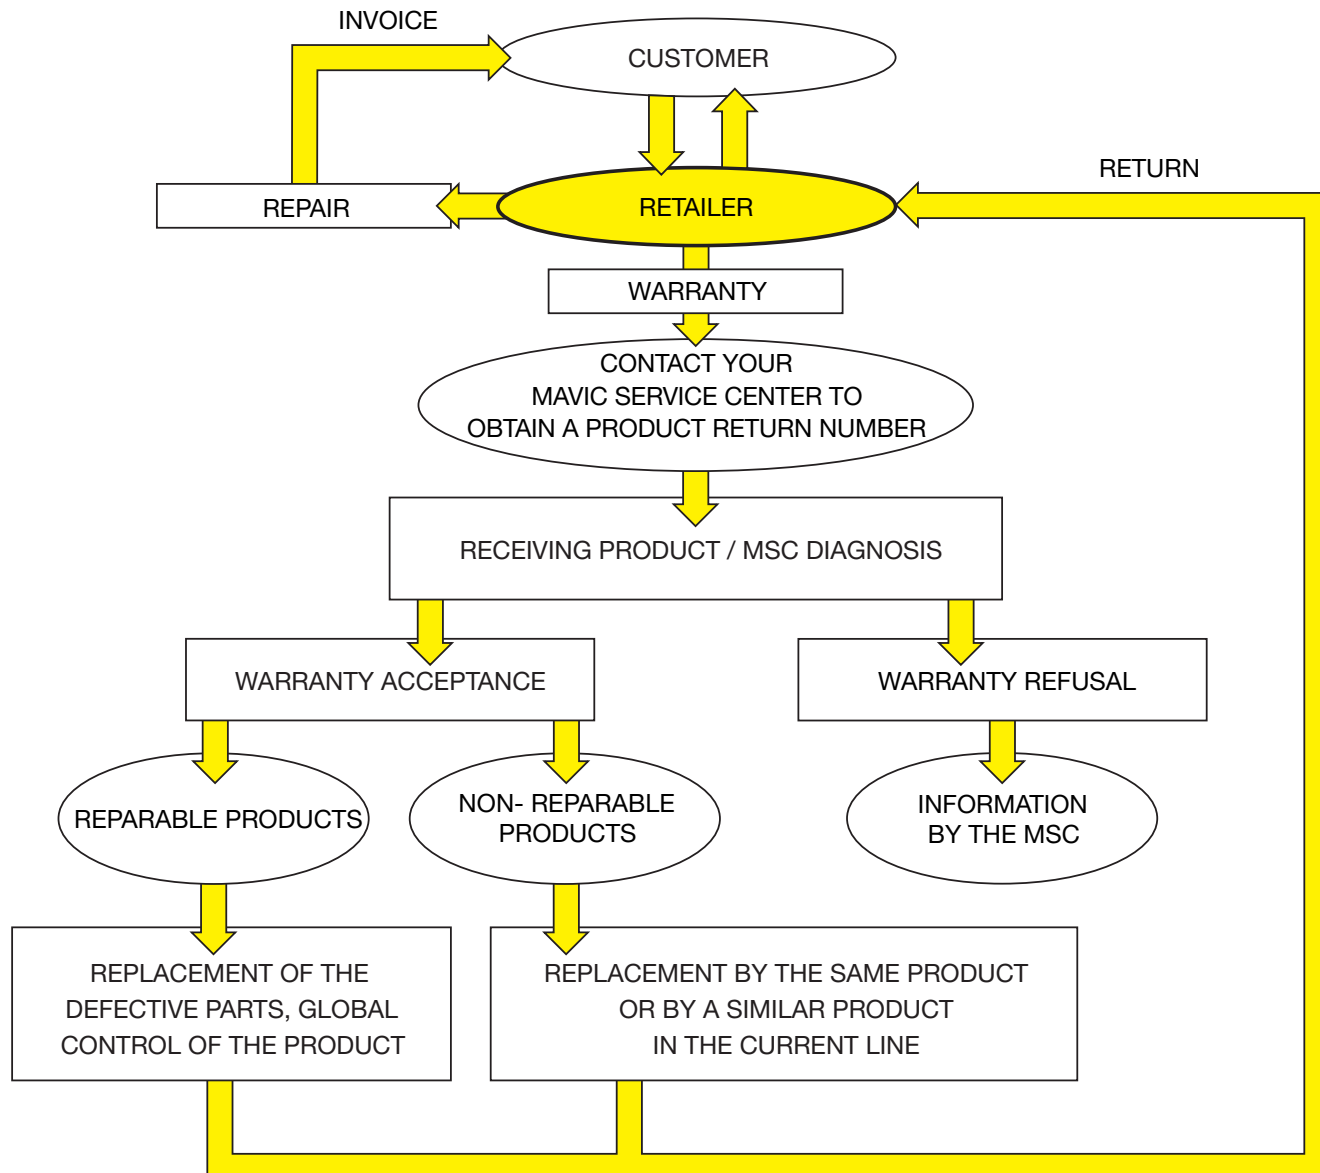 INVOICE
CUSTOMER
RETURN
REPAIR
RETAILER
WARRANTY
CONTACT YOUR
MAVIC SERVICE CENTER TO
OBTAIN A PRODUCT RETURN NUMBER
RECEIVING PRODUCT / MSC DIAGNOSIS
WARRANTY ACCEPTANCE
WARRANTY REFUSAL
REPARABLE PRODUCTS
NON- REPARABLE
PRODUCTS
INFORMATION
BY THE MSC
REPLACEMENT OF THE
DEFECTIVE PARTS, GLOBAL
CONTROL OF THE PRODUCT
REPLACEMENT BY THE SAME PRODUCT
OR BY A SIMILAR PRODUCT
IN THE CURRENT LINE